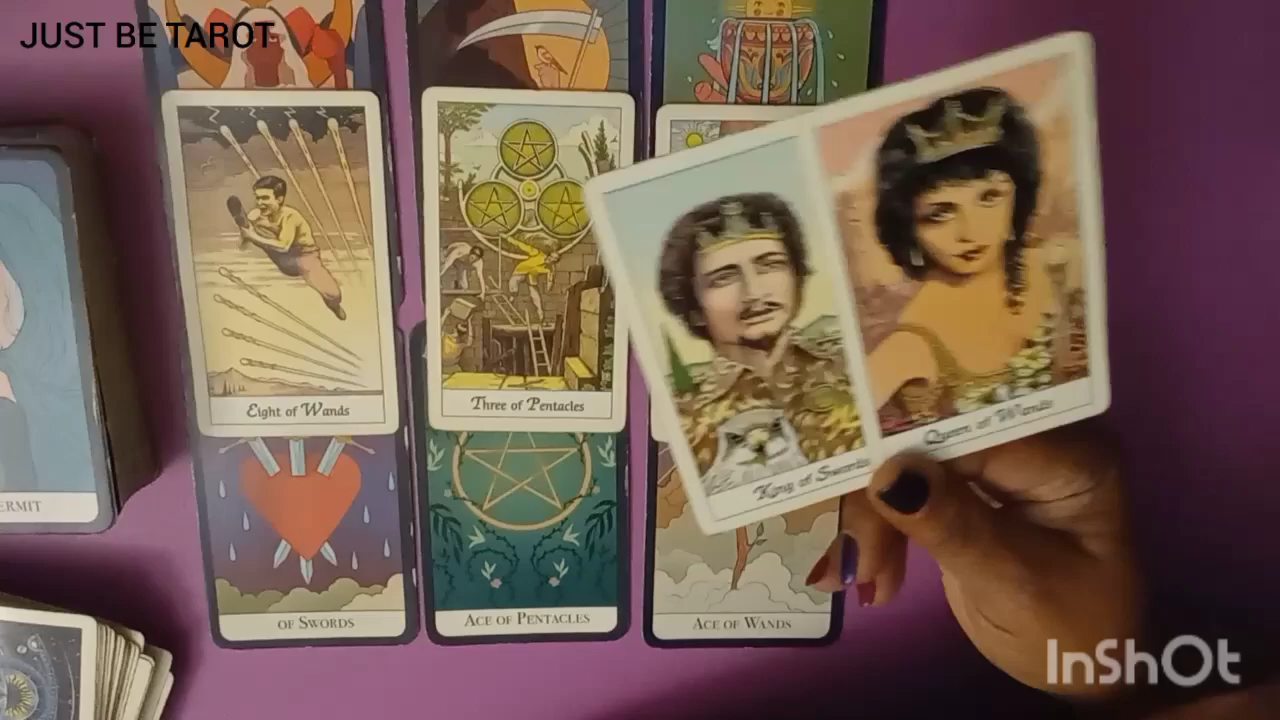 JUST BE TAROT
Eight of Wands
Three of Pentacles
King of Swords
Queen of Wands
ERMIT
OF SWORDS
ACE OF PENTACLES
ACE OF WANDS
InShOt